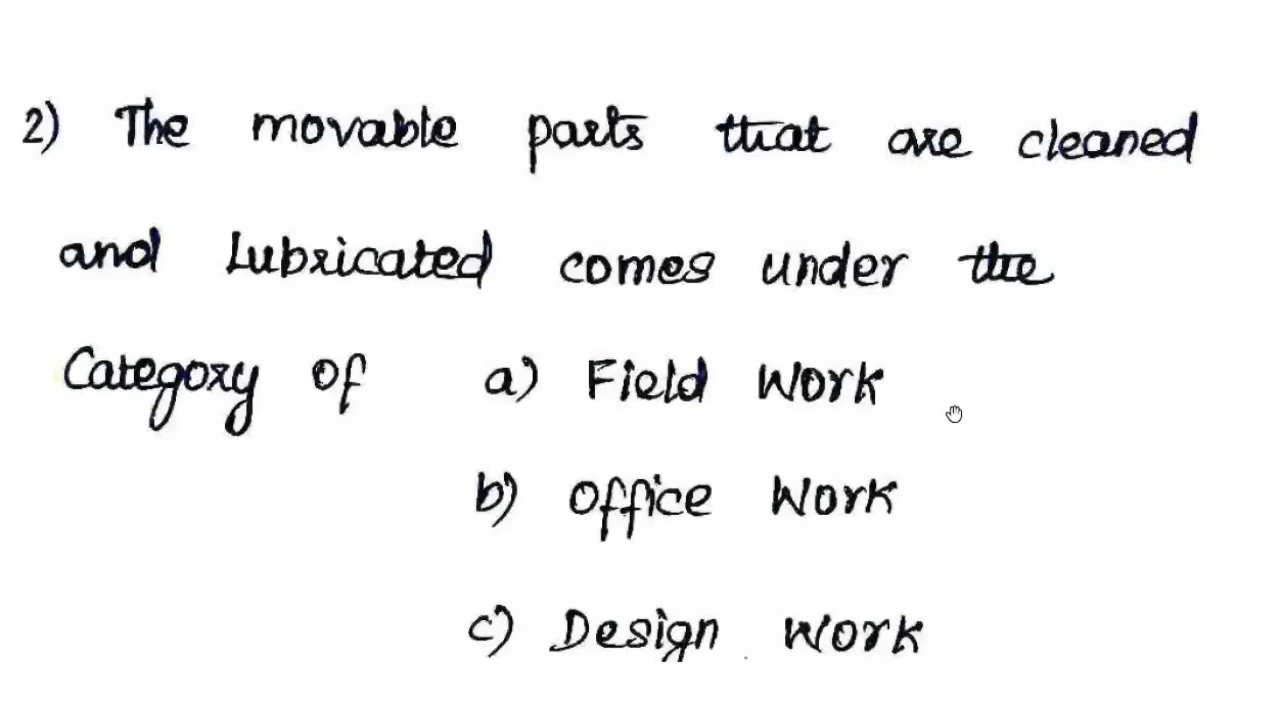 2) The movable parts that are cleaned
and Lubricated comes under the
Category of a) Field Work
b) Office Work
c) Design Work